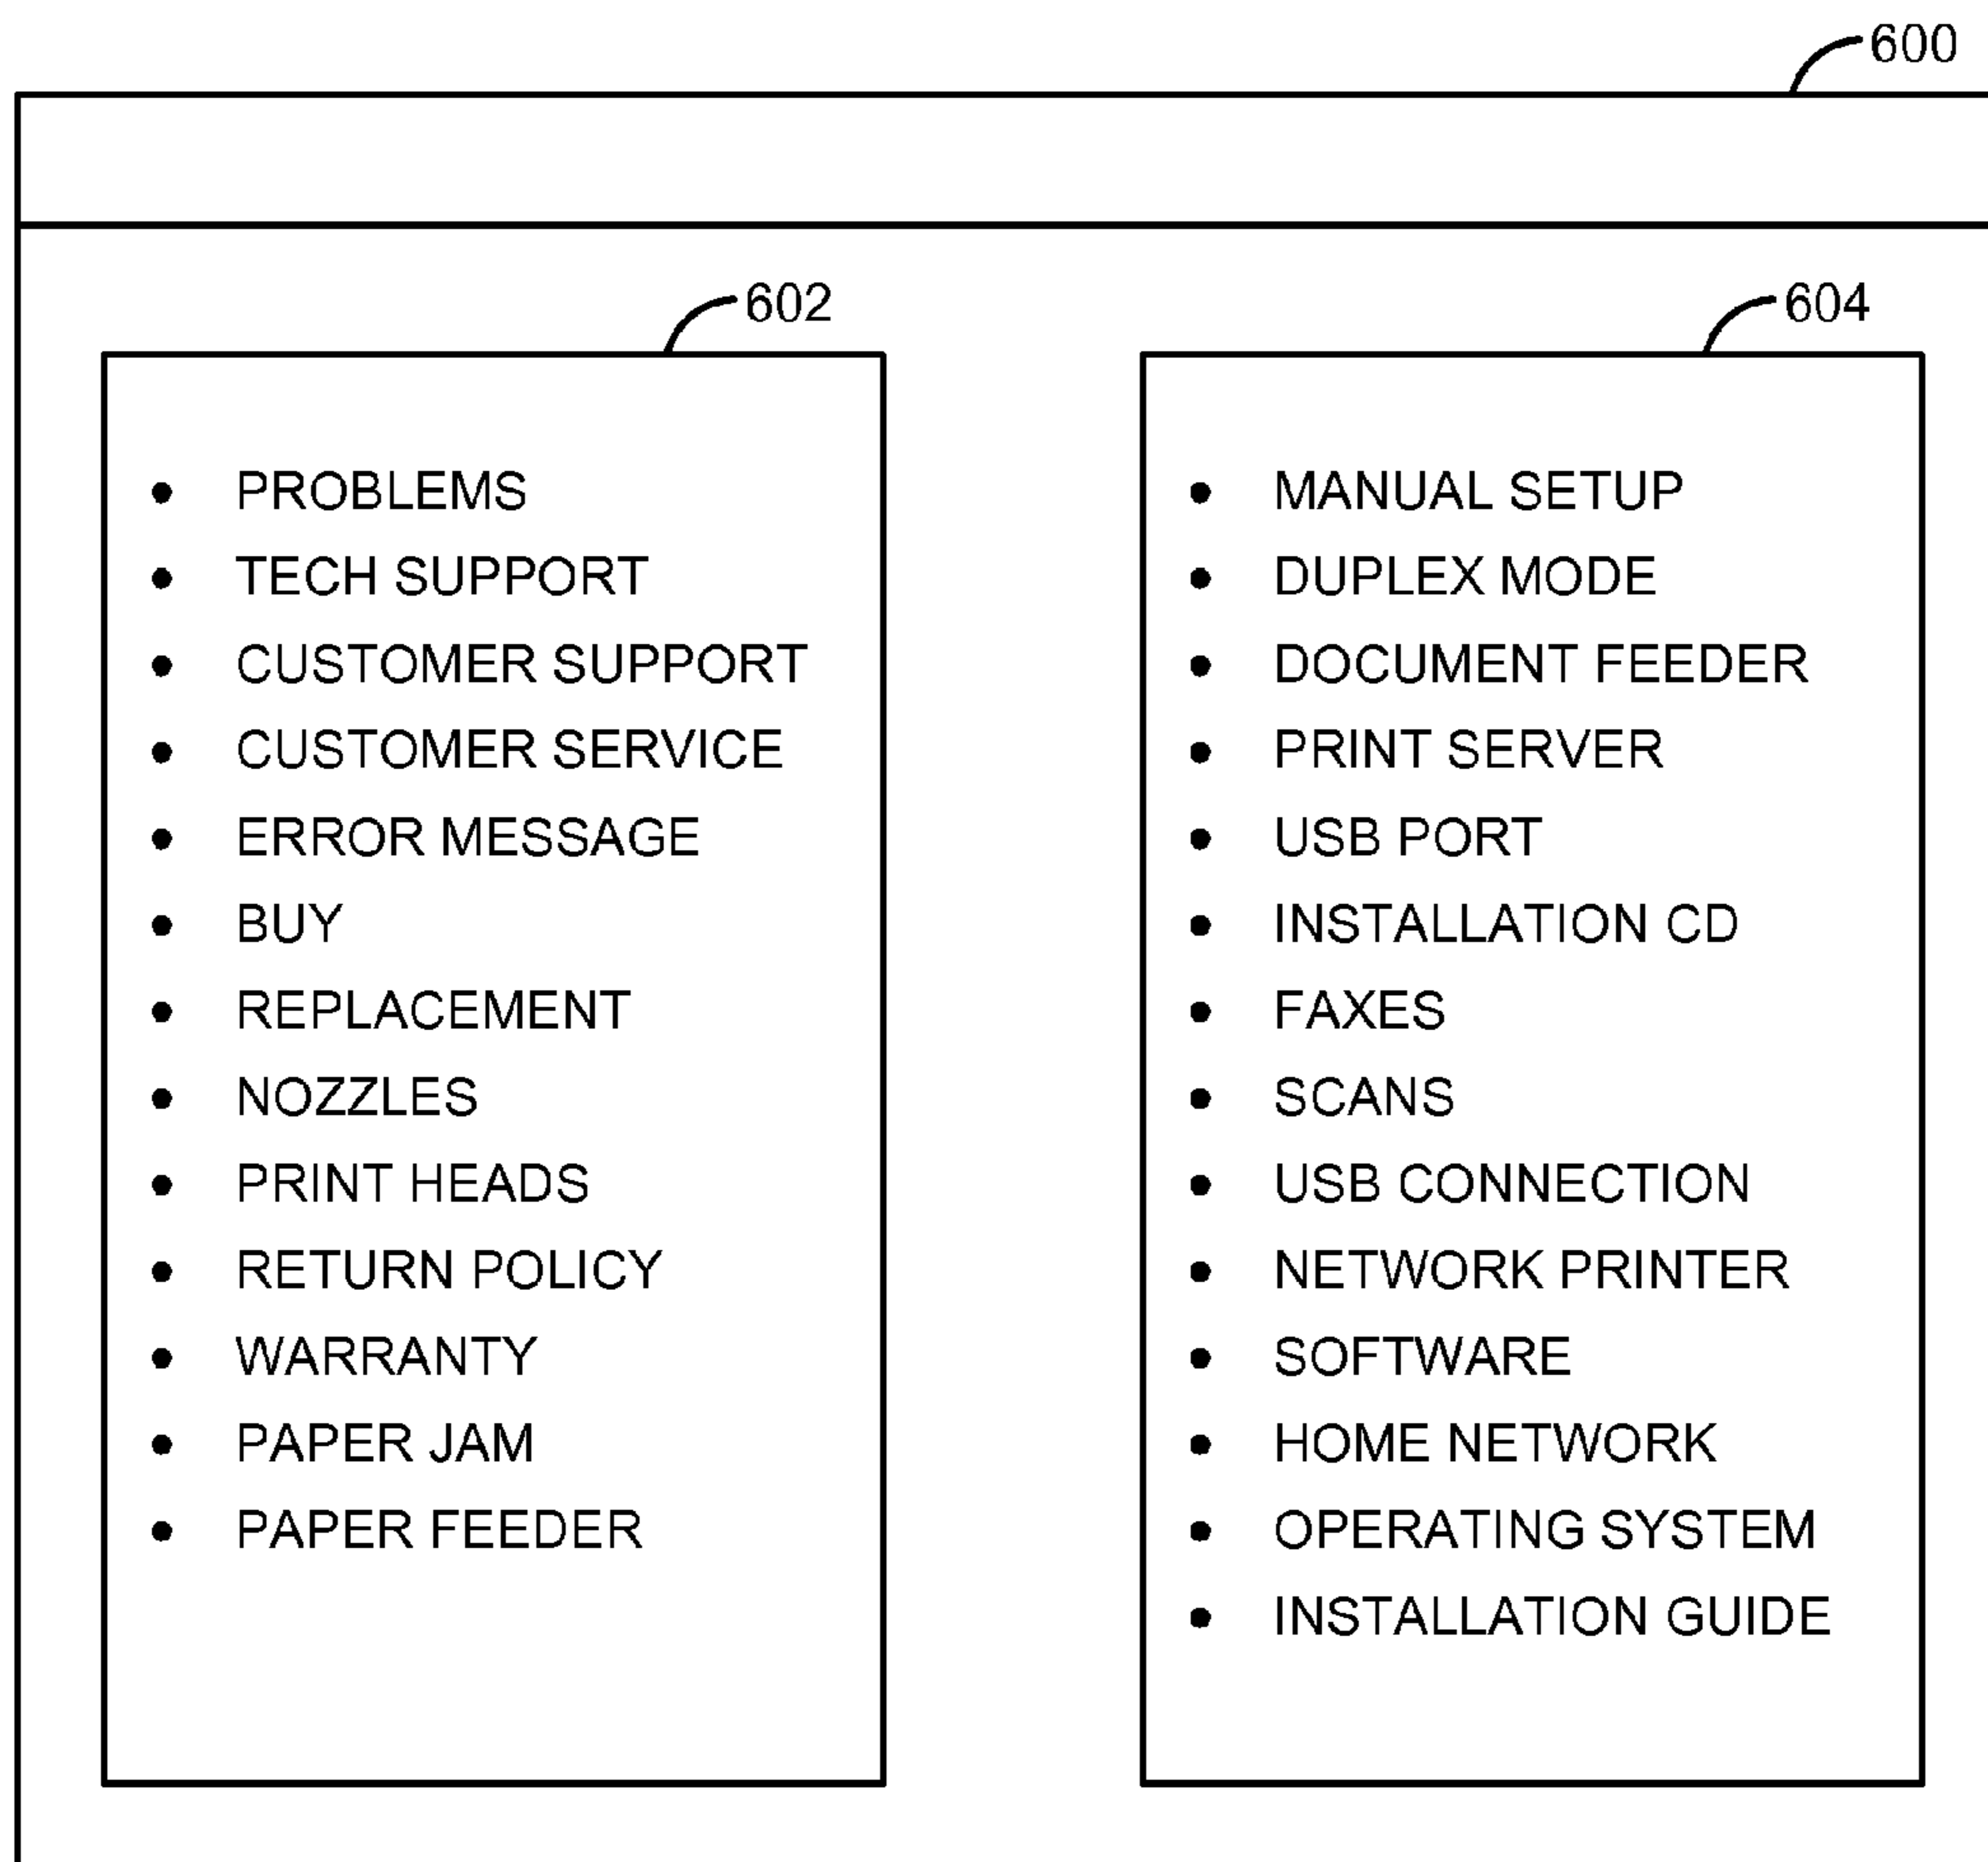 600
602
• PROBLEMS
• TECH SUPPORT
• CUSTOMER SUPPORT
• CUSTOMER SERVICE
• ERROR MESSAGE
• BUY
• REPLACEMENT
• NOZZLES
• PRINT HEADS
• RETURN POLICY
• WARRANTY
• PAPER JAM
• PAPER FEEDER
604
• MANUAL SETUP
• DUPLEX MODE
• DOCUMENT FEEDER
• PRINT SERVER
• USB PORT
• INSTALLATION CD
• FAXES
• SCANS
• USB CONNECTION
• NETWORK PRINTER
• SOFTWARE
• HOME NETWORK
• OPERATING SYSTEM
• INSTALLATION GUIDE